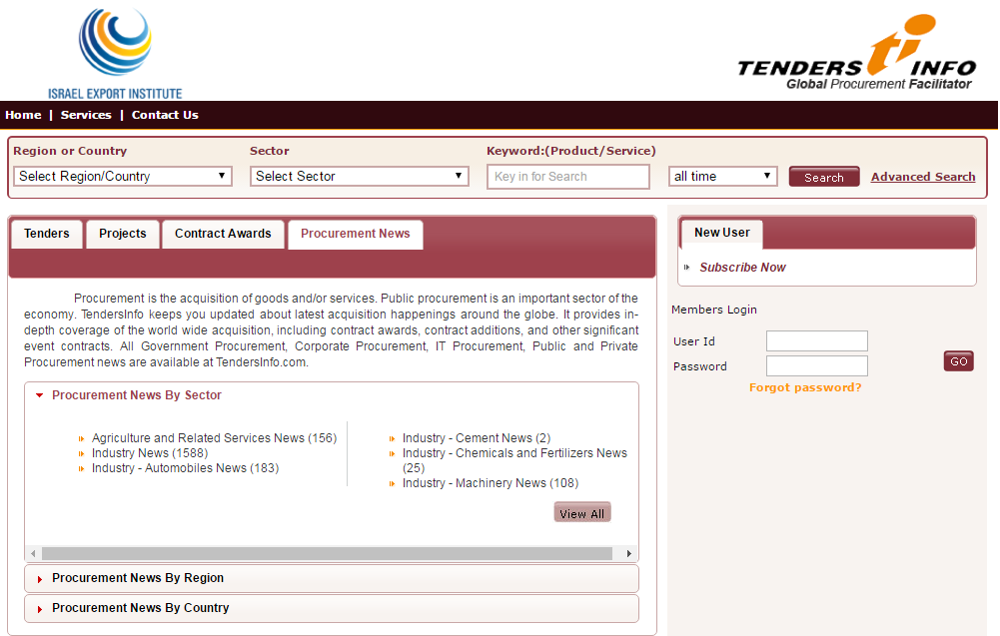 ISRAEL EXPORT INSTITUTE
TENDERS ti INFO
Global Procurement Facilitator
Home | Services | Contact Us
Region or Country Sector Keyword:(Product/Service)
Select Region/Country Select Sector Key in for Search all time Search Advanced Search
Tenders Projects Contract Awards Procurement News
New User
Subscribe Now
Procurement is the acquisition of goods and/or services. Public procurement is an important sector of the
economy. TendersInfo keeps you updated about latest acquisition happenings around the globe. It provides in-
depth coverage of the world wide acquisition, including contract awards, contract additions, and other significant
event contracts. All Government Procurement, Corporate Procurement, IT Procurement, Public and Private
Procurement news are available at TendersInfo.com.
Members Login
User Id
Password
GO
Forgot password?
Procurement News By Sector
Agriculture and Related Services News (156)
Industry News (1588)
Industry - Automobiles News (183)
Industry - Cement News (2)
Industry - Chemicals and Fertilizers News
(25)
Industry - Machinery News (108)
View All
Procurement News By Region
Procurement News By Country